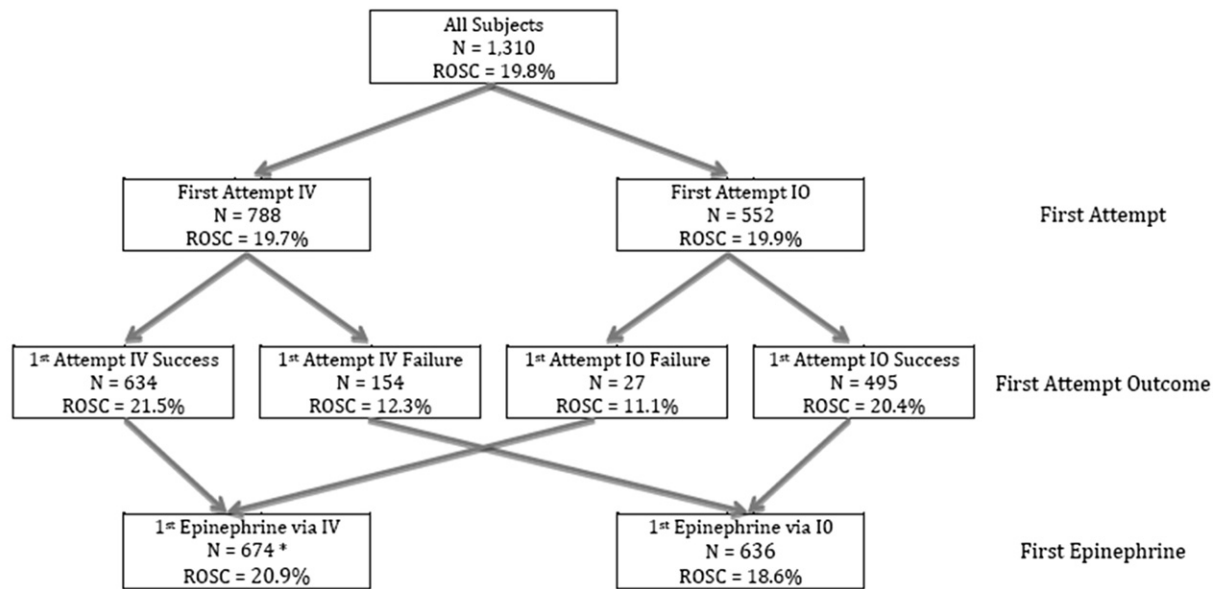 All Subjects
N = 1,310
ROSC = 19.8%
First Attempt IV
N = 788
ROSC = 19.7%
First Attempt IO
N = 552
ROSC = 19.9%
First Attempt
1st Attempt IV Success
N = 634
ROSC = 21.5%
1st Attempt IV Failure
N = 154
ROSC = 12.3%
1st Attempt IO Failure
N = 27
ROSC = 11.1%
1st Attempt IO Success
N = 495
ROSC = 20.4%
First Attempt Outcome
1st Epinephrine via IV
N = 674 *
ROSC = 20.9%
1st Epinephrine via I0
N = 636
ROSC = 18.6%
First Epinephrine